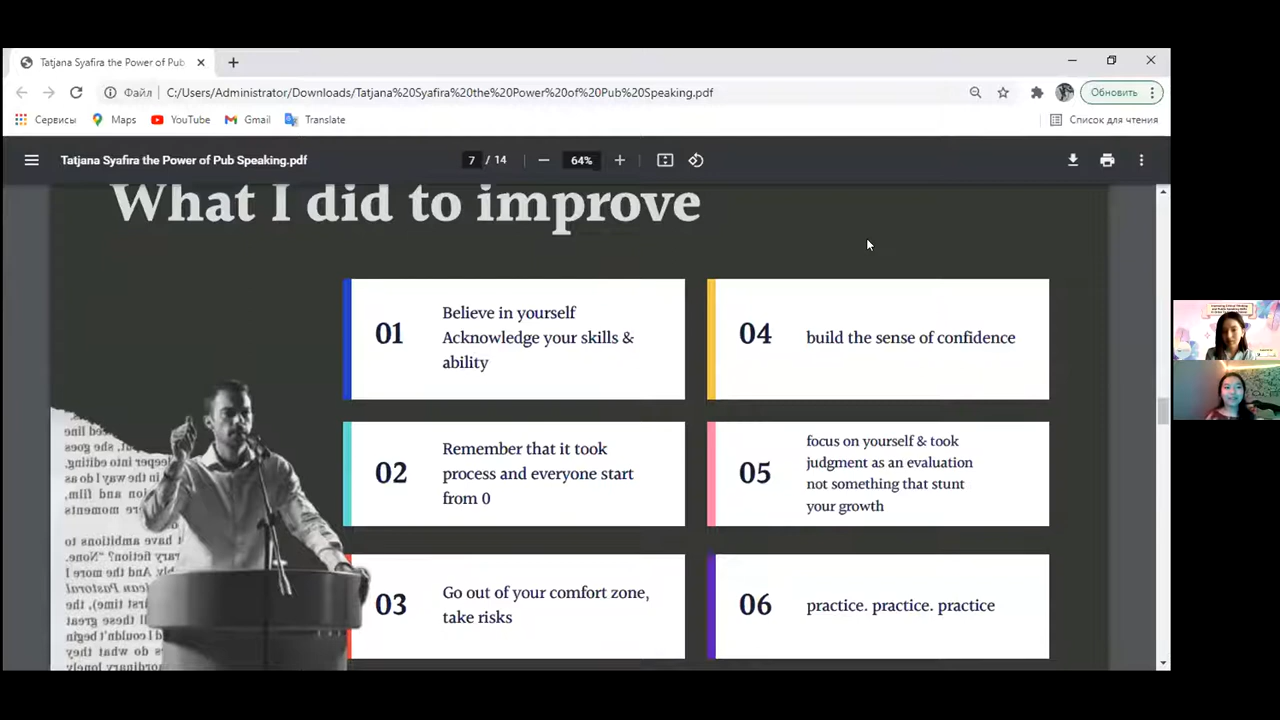 Tatjana Syafira the Power of Pub
Файл
C:/Users/Administrator/Downloads/Tatjana%20Syafira%20the%20Power%20of%20Pub%20Speaking.pdf
Обновить
Сервисы
Maps
YouTube
Gmail
Translate
Список для чтения
Tatjana Syafira the Power of Pub Speaking.pdf
7 / 14
64%
What I did to improve
01
Believe in yourself
Acknowledge your skills &
ability
02
Remember that it took
process and everyone start
from 0
03
Go out of your comfort zone,
take risks
04
build the sense of confidence
05
focus on yourself & took
judgment as an evaluation
not something that stunt
your growth
06
practice. practice. practice